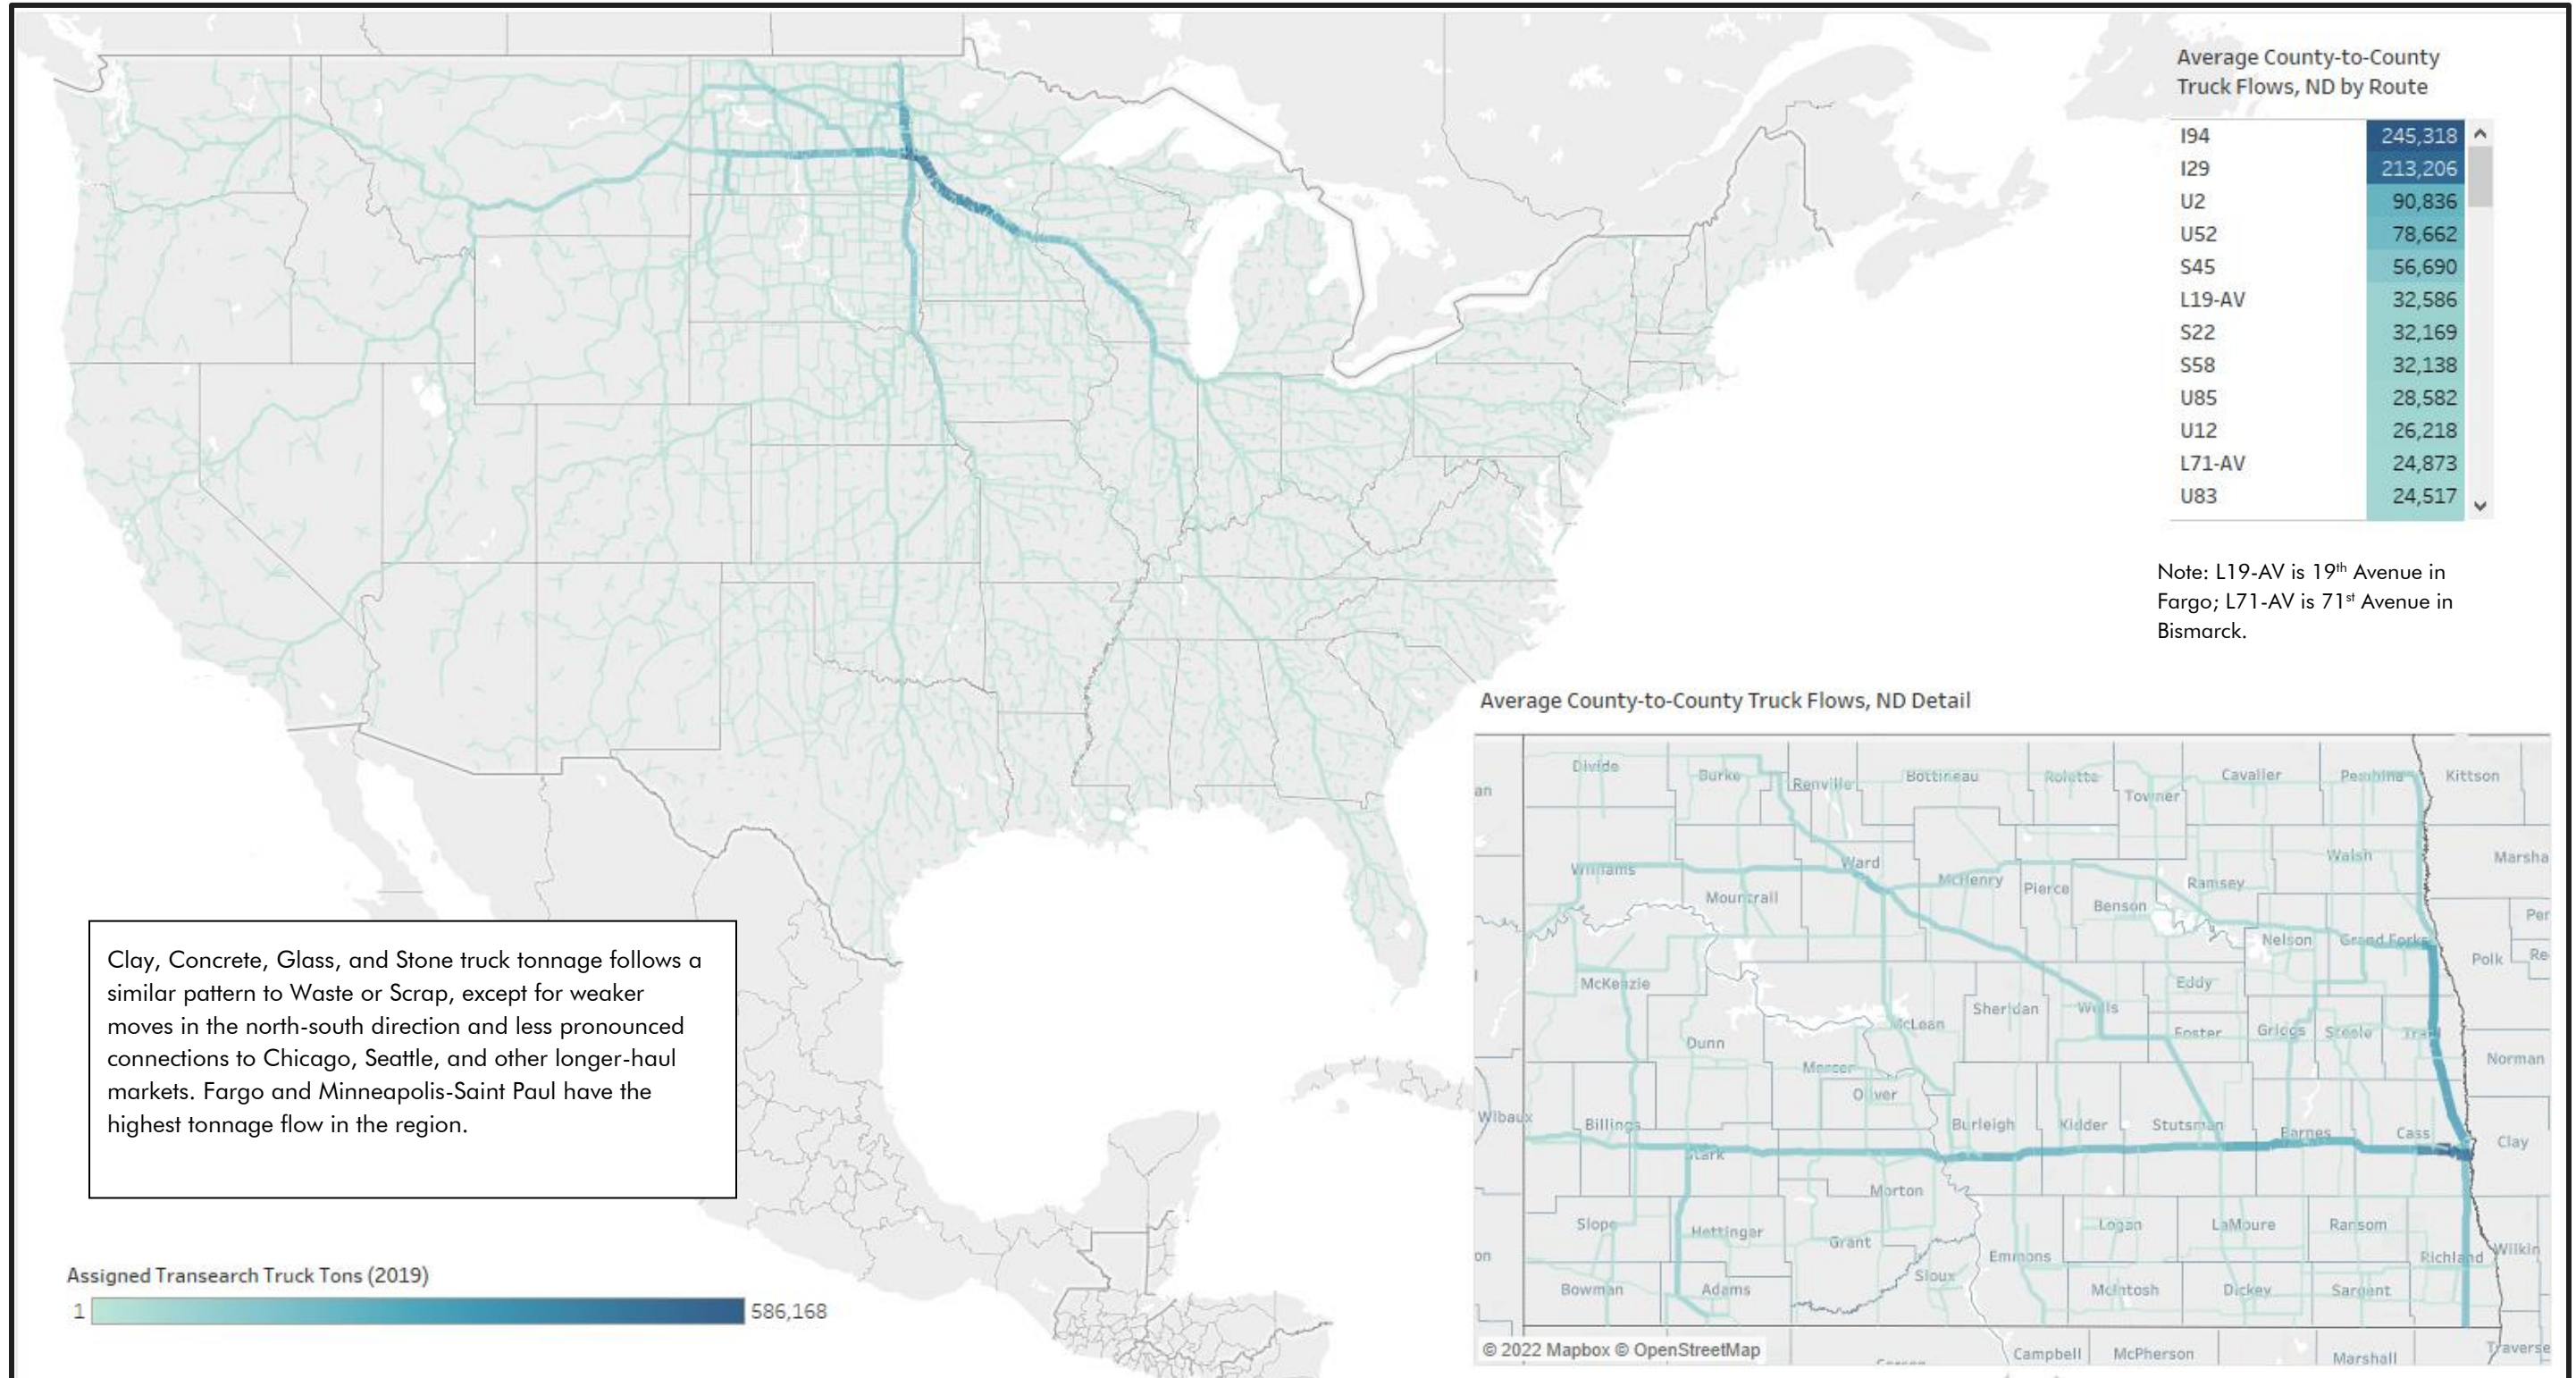 Average County-to-County
Truck Flows, ND by Route
I94 245,318
I29 213,206
U2 90,836
U52 78,662
S45 56,690
L19-AV 32,586
S22 32,169
S58 32,138
U85 28,582
U12 26,218
L71-AV 24,873
U83 24,517
Note: L19-AV is 19th Avenue in
Fargo; L71-AV is 71st Avenue in
Bismarck.
Average County-to-County Truck Flows, ND Detail
Divide
Burke
Renville
Bottineau
Rolette
Towner
Cavalier
Pembina
Kittson
an
Williams
Mountrail
Ward
McHenry
Pierce
Benson
Ramsey
Walsh
Marsha
Per
Nelson
Grand Forks
Polk
Re
McKenzie
Dunn
McLean
Sheridan
Wells
Eddy
Foster
Griggs
Steele
Traill
Norman
Mercer
Oliver
Wibaux
Billings
Stark
Morton
Burleigh
Kidder
Stutsman
Barnes
Cass
Clay
Slope
Hettinger
Grant
Sioux
Emmons
Logan
LaMoure
Ransom
Richland
Wilkin
on
Bowman
Adams
McIntosh
Dickey
Sargent
© 2022 Mapbox © OpenStreetMap
Campbell
McPherson
Marshall
Traverse
Clay, Concrete, Glass, and Stone truck tonnage follows a
similar pattern to Waste or Scrap, except for weaker
moves in the north-south direction and less pronounced
connections to Chicago, Seattle, and other longer-haul
markets. Fargo and Minneapolis-Saint Paul have the
highest tonnage flow in the region.
Assigned Transearch Truck Tons (2019)
1 586,168